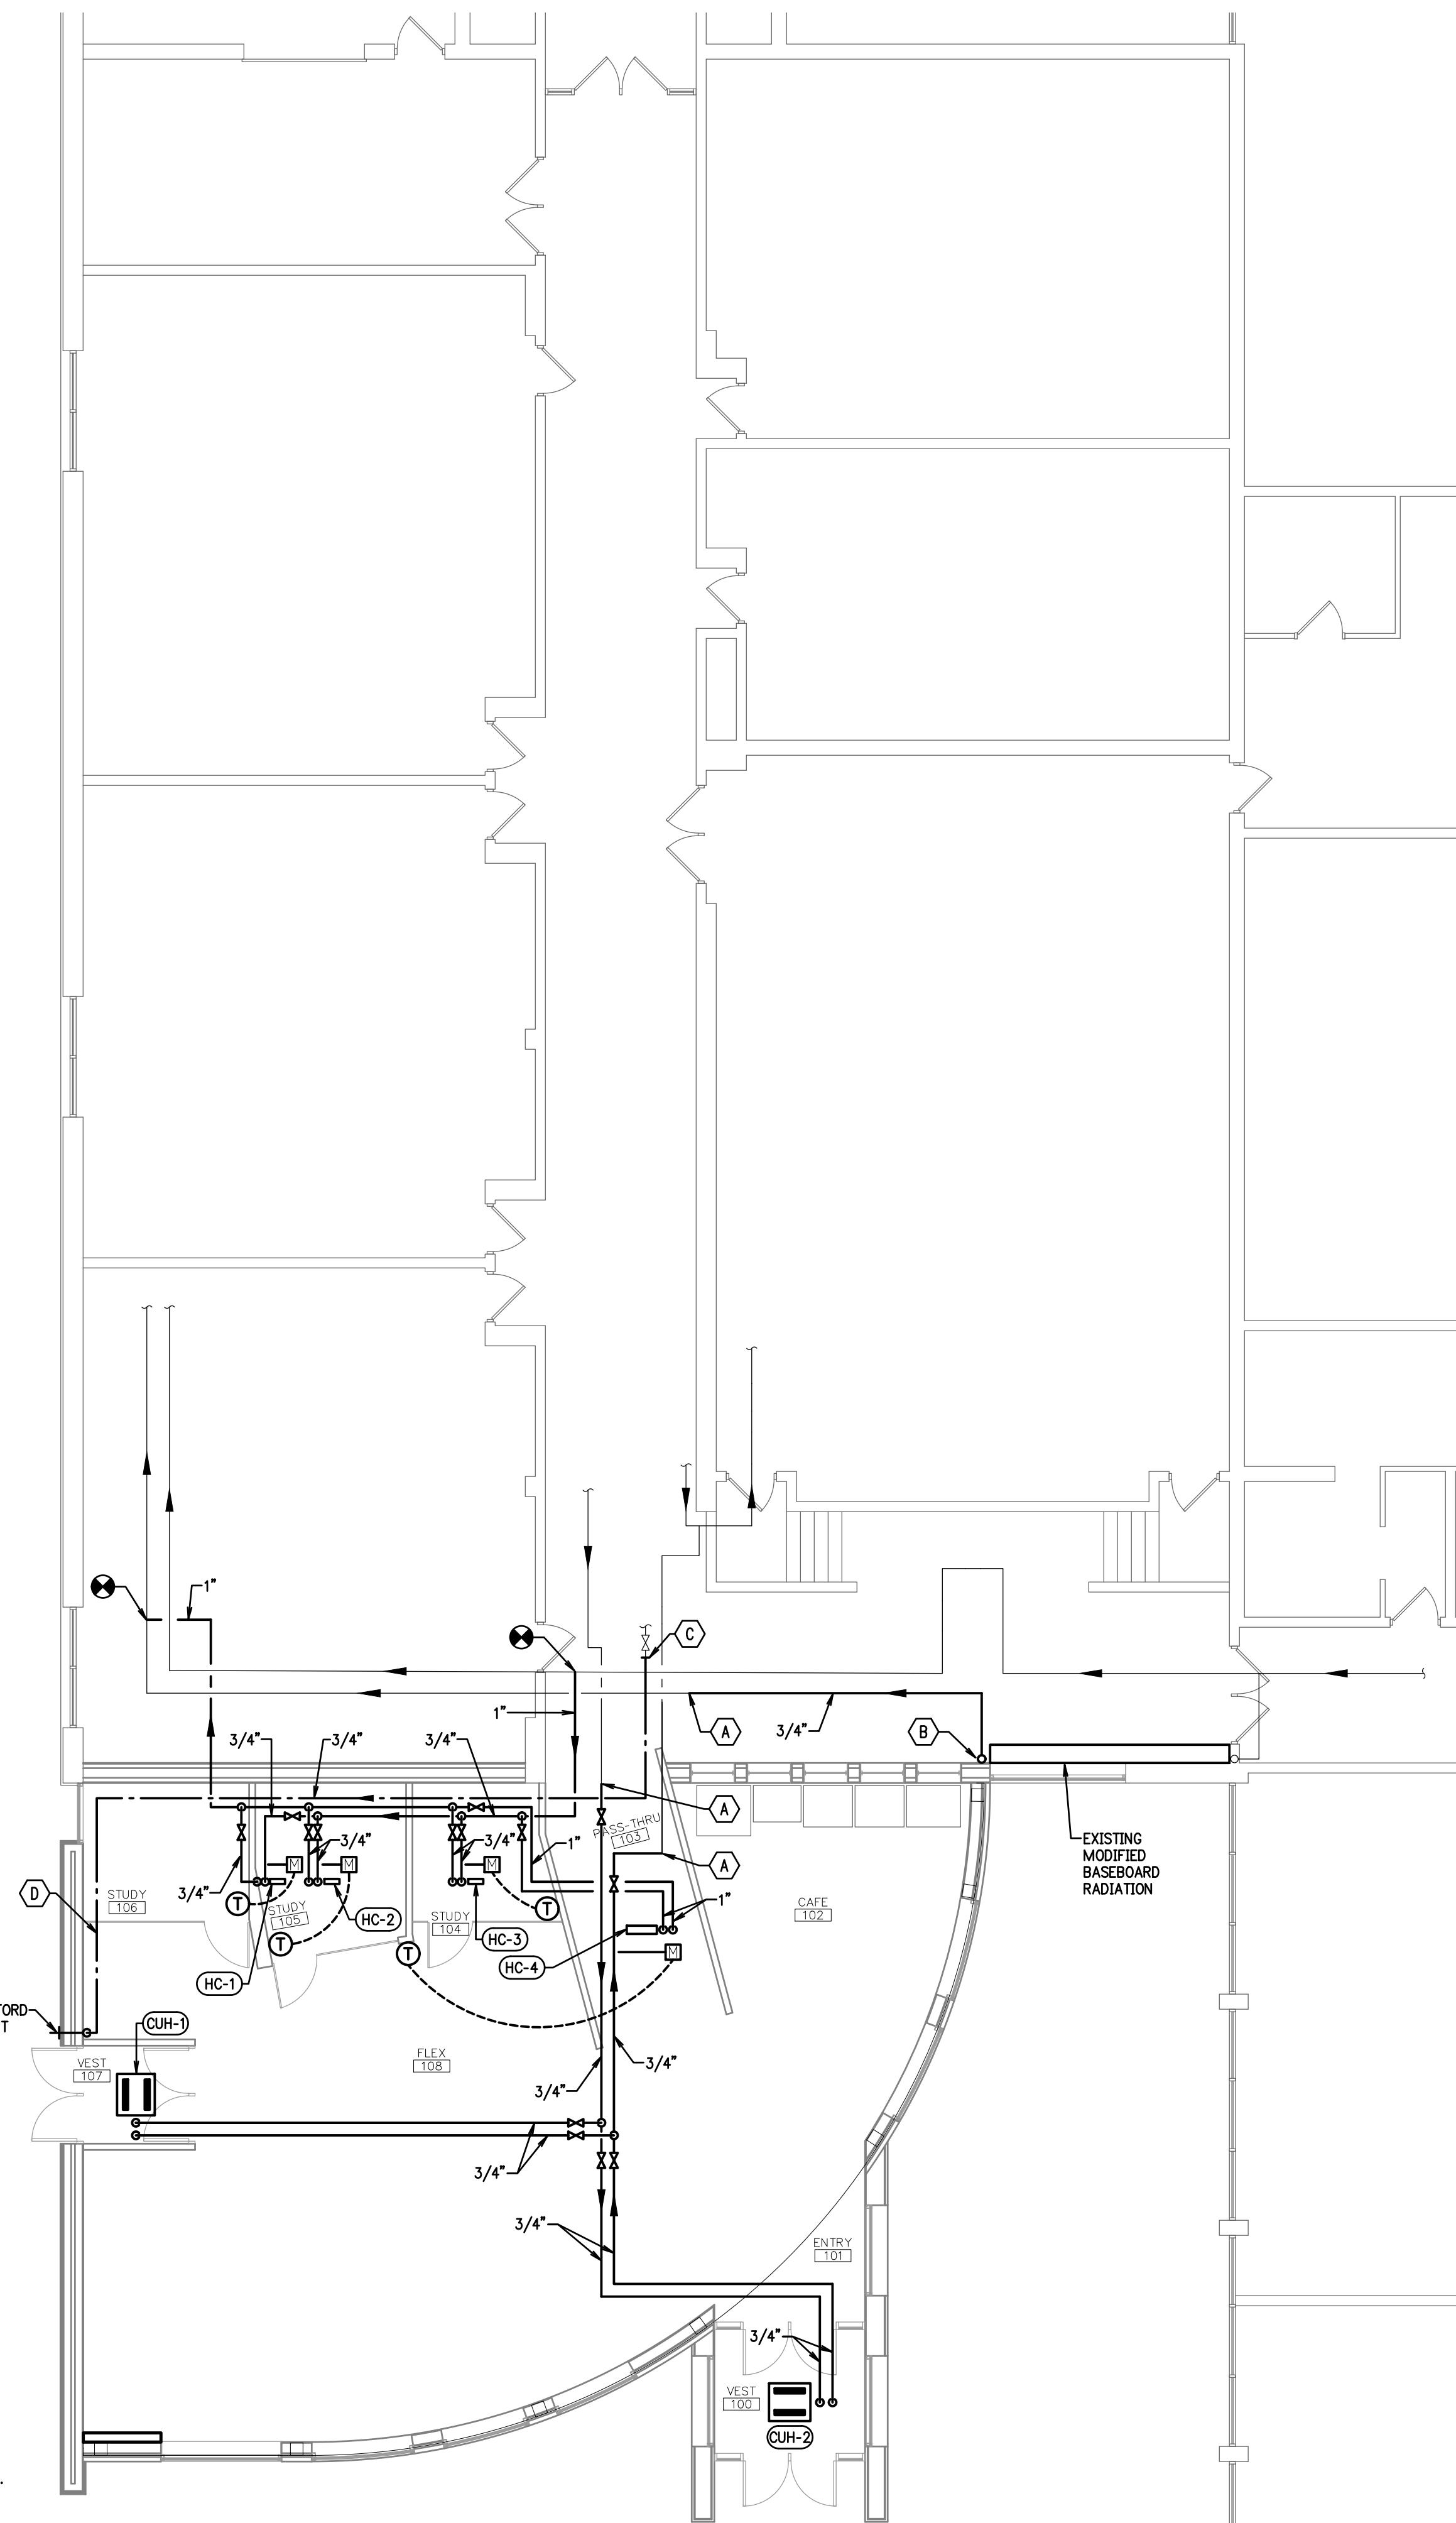 1"
C
1"
A
3/4"
B
3/4"
3/4"
3/4"
A
PASS-THRU
103
3/4"
3/4"
1"
M
M
M
A
EXISTING
MODIFIED
BASEBOARD
RADIATION
D
STUDY
106
3/4"
T
STUDY
105
HC-2
STUDY
104
T
1"
CAFE
102
T
T
HC-3
M
HC-1
HC-4
CUH-1
VEST
107
FLEX
108
3/4"
3/4"
3/4"
3/4"
ENTRY
101
3/4"
VEST
100
CUH-2